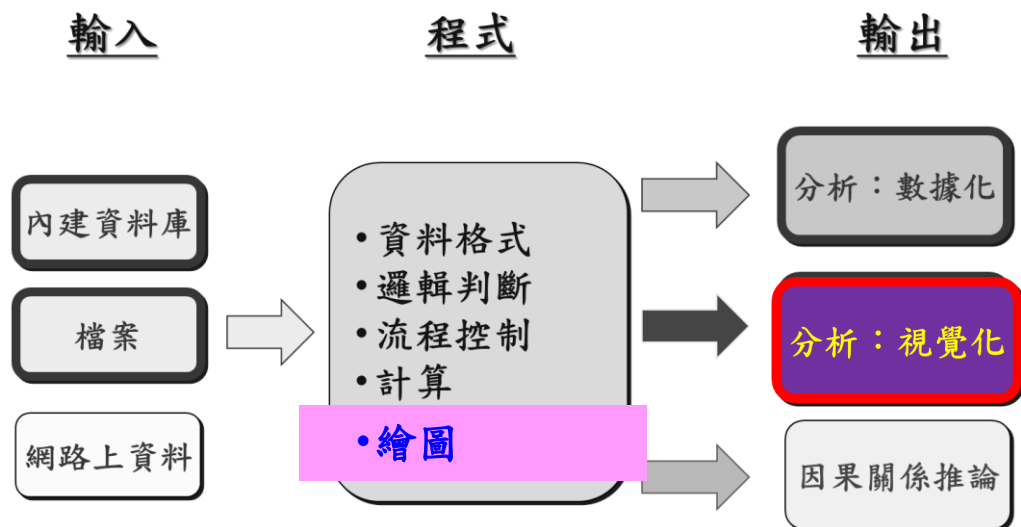 輸入
程式
輸出
內建資料庫
檔案
網路上資料
•資料格式
•邏輯判斷
•流程控制
•計算
•繪圖
分析：數據化
分析：視覺化
因果關係推論